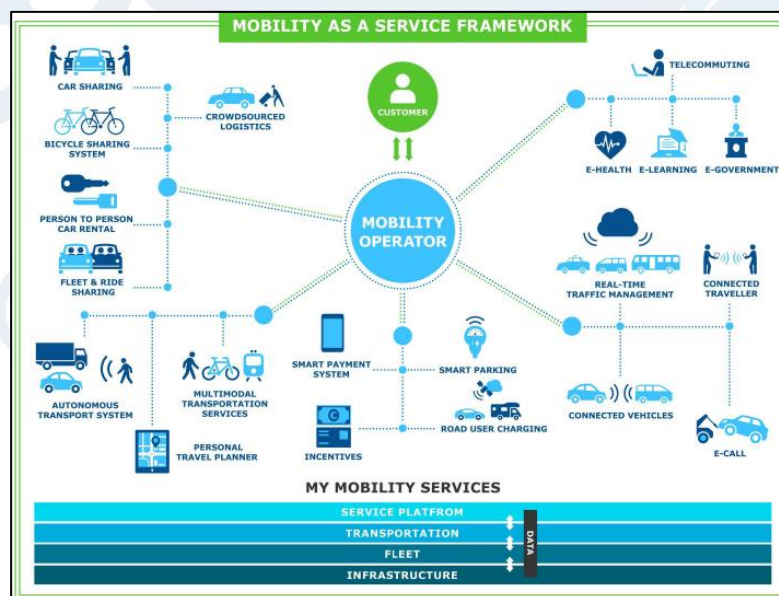 MOBILITY AS A SERVICE FRAMEWORK
CAR SHARING
CROWDSOURCED
LOGISTICS
BICYCLE SHARING
SYSTEM
PERSON TO PERSON
CAR RENTAL
FLEET & RIDE
SHARING
CUSTOMER
MOBILITY
OPERATOR
TELECOMMUTING
E-HEALTH
E-LEARNING
E-GOVERNMENT
REAL-TIME
TRAFFIC MANAGEMENT
CONNECTED
TRAVELLER
AUTONOMOUS
TRANSPORT SYSTEM
MULTIMODAL
TRANSPORTATION
SERVICES
PERSONAL
TRAVEL PLANNER
SMART PAYMENT
SYSTEM
SMART PARKING
INCENTIVES
ROAD USER CHARGING
CONNECTED VEHICLES
E-CALL
MY MOBILITY SERVICES
SERVICE PLATFROM
TRANSPORTATION
FLEET
INFRASTRUCTURE
DATA